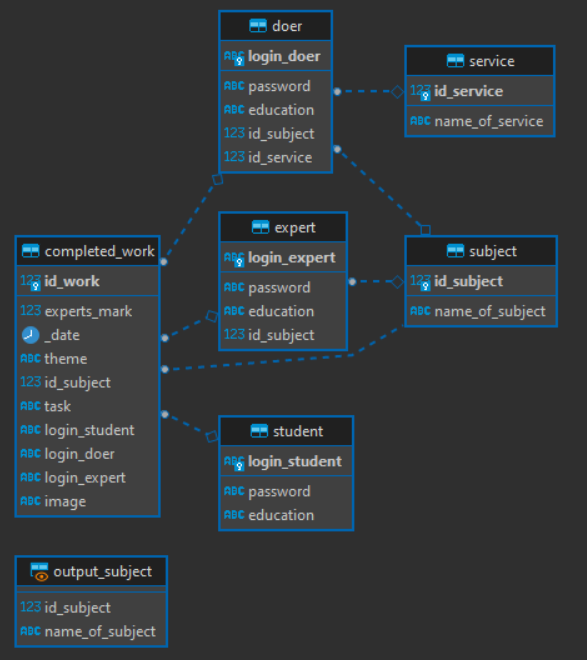 doer
ABC login_doer
ABC password
ABC education
123 id_subject
123 id_service
service
123 id_service
ABC name_of_service
expert
ABC login_expert
ABC password
ABC education
123 id_subject
subject
123 id_subject
ABC name_of_subject
completed_work
123 id_work
123 experts_mark
_date
ABC theme
123 id_subject
ABC task
ABC login_student
ABC login_doer
ABC login_expert
ABC image
student
ABC login_student
ABC password
ABC education
output_subject
123 id_subject
ABC name_of_subject